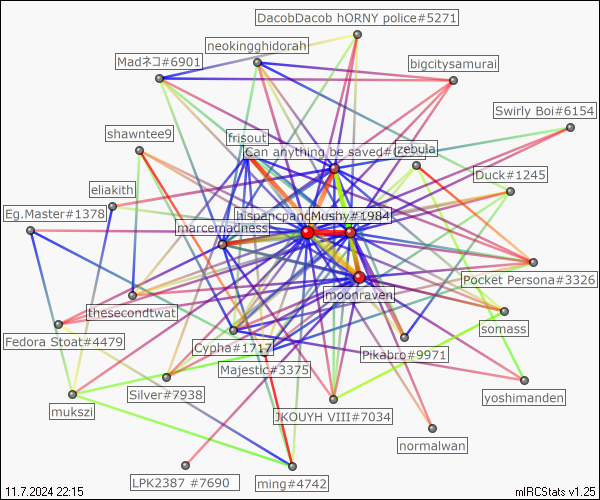 DacobDacob hORNY police#5271
neokingghidorah
Madネコ#6901
bigcitysamurai
Swirly Boi#6154
shawntee9
frisout
Can anything be saved#0
zebula
Duck#1245
eliakith
Eg.Master#1378
hispancpanc
Mushy#1984
marcemadness
Pocket Persona#3326
moonraven
thesecondtwat
somass
Fedora Stoat#4479
Cypha#1717
Pikabro#9971
Majestic#3375
Silver#7938
yoshimanden
mukszi
JKOUYH VIII#7034
normalwan
LPK2387 #7690
ming#4742
11.7.2024 22:15
mIRCStats v1.25